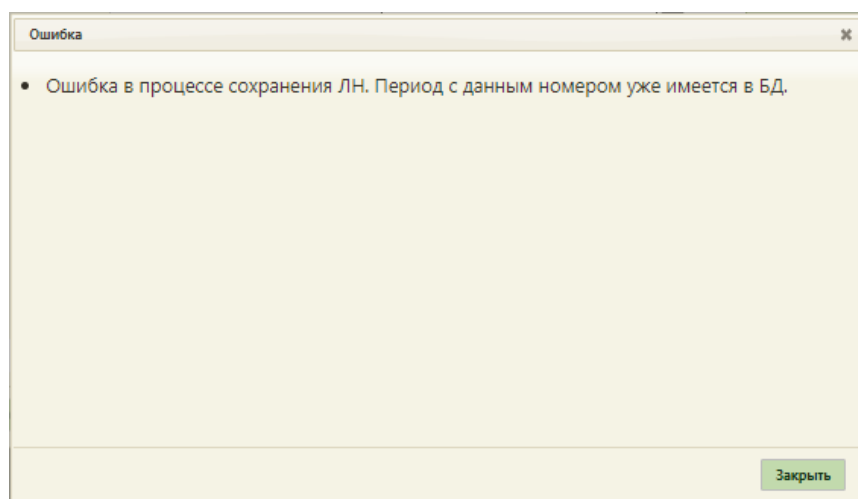 Ошибка
Ошибка в процессе сохранения ЛН. Период с данным номером уже имеется в БД.
Закрыть